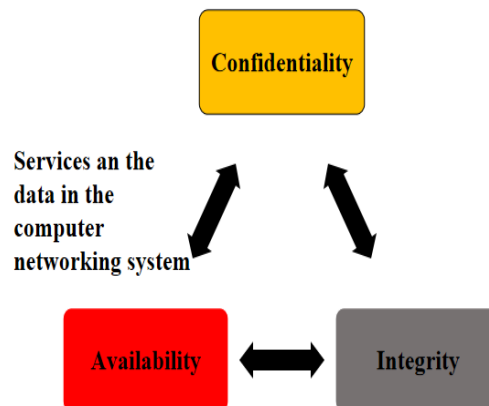 Confidentiality
Services an the
data in the
computer
networking system
Availability
Integrity